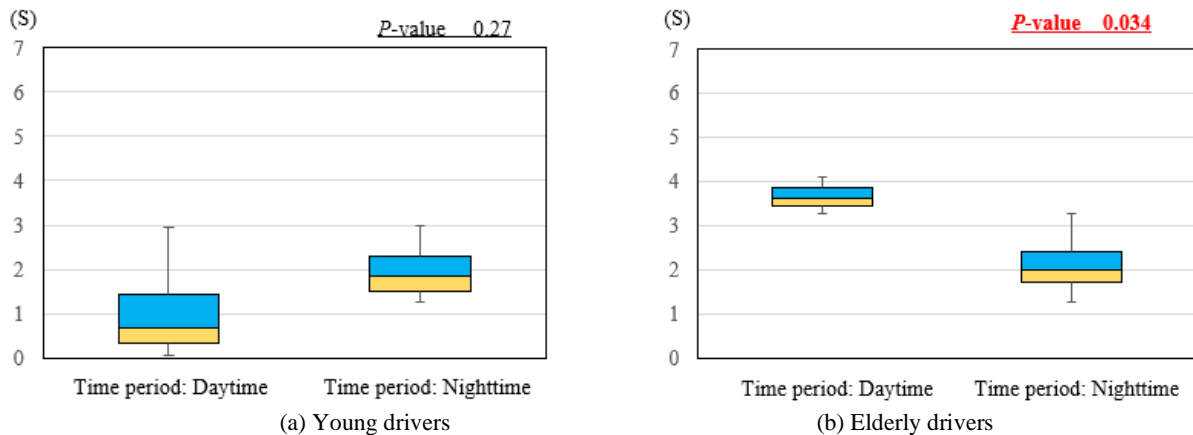 (S)
P-value 0.27
7
6
5
4
3
2
1
0
Time period: Daytime Time period: Nighttime
(a) Young drivers
(S)
P-value 0.034
7
6
5
4
3
2
1
0
Time period: Daytime Time period: Nighttime
(b) Elderly drivers